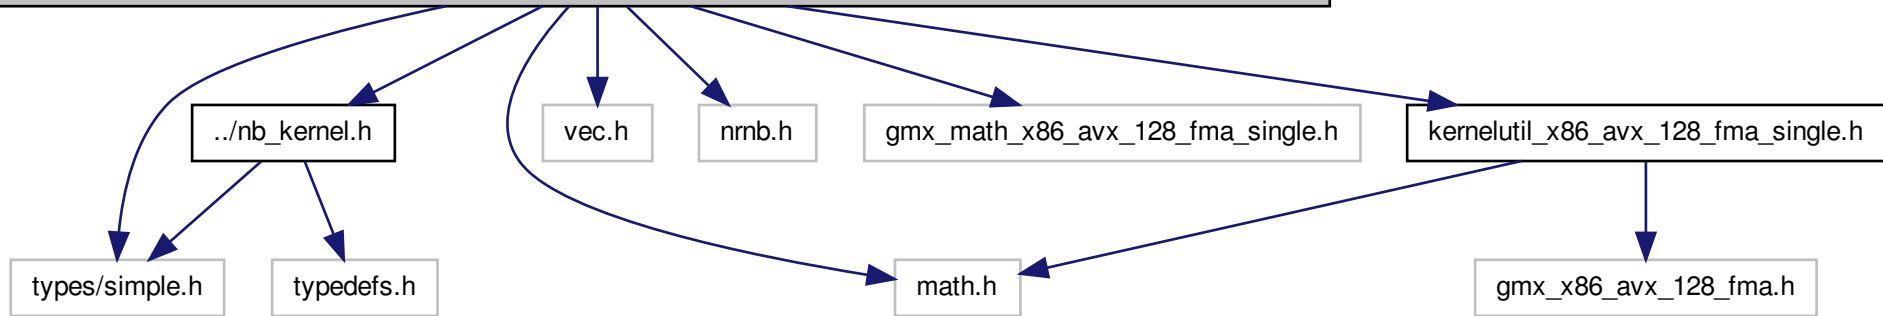 ../nb_kernel.h
vec.h
nrnb.h
gmx_math_x86_avx_128_fma_single.h
kernelutil_x86_avx_128_fma_single.h
types/simple.h
typedefs.h
math.h
gmx_x86_avx_128_fma.h